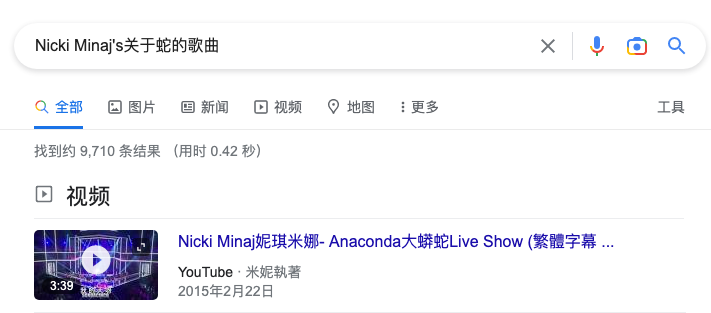 Nicki Minaj's关于蛇的歌曲
全部 图片 新闻 视频 地图 更多 工具
找到约 9,710 条结果 （用时 0.42 秒）
视频
Nicki Minaj妮琪米娜- Anaconda大蟒蛇Live Show (繁體字幕 ...
YouTube · 米妮執著
3:39
2015年2月22日